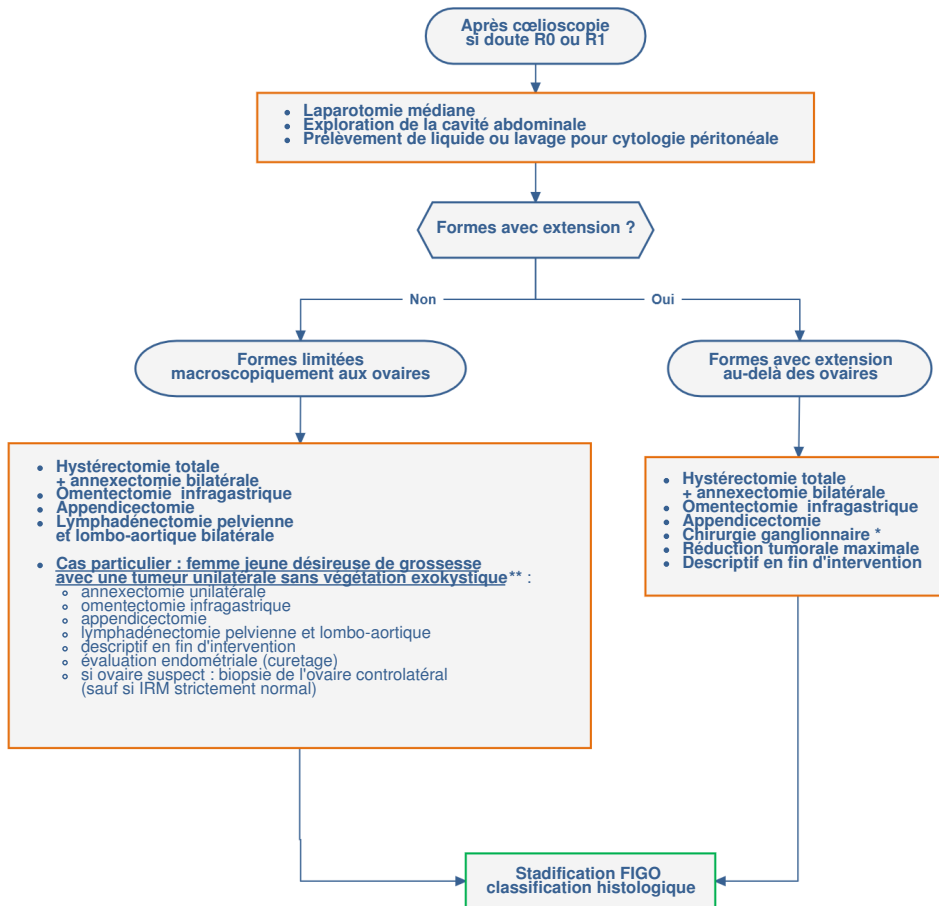 Après cœlioscopie
si doute R0 ou R1
• Laparotomie médiane
• Exploration de la cavité abdominale
• Prélèvement de liquide ou lavage pour cytologie péritonéale
Formes avec extension ?
Non
Oui
Formes limitées
macroscopiquement aux ovaires
Formes avec extension
au-delà des ovaires
• Hystérectomie totale
+ annexectomie bilatérale
• Omentectomie infragastrique
• Appendicectomie
• Lymphadénectomie pelvienne
et lombo-aortique bilatérale
• Cas particulier : femme jeune désireuse de grossesse
avec une tumeur unilatérale sans végétation exokystique** :
◦ annexectomie unilatérale
◦ omentectomie infragastrique
◦ appendicectomie
◦ lymphadénectomie pelvienne et lombo-aortique
◦ descriptif en fin d'intervention
◦ évaluation endométriale (curetage)
◦ si ovaire suspect : biopsie de l'ovaire controlatéral
(sauf si IRM strictement normal)
• Hystérectomie totale
+ annexectomie bilatérale
• Omentectomie infragastrique
• Appendicectomie
• Chirurgie ganglionnaire *
• Réduction tumorale maximale
• Descriptif en fin d'intervention
Stadification FIGO
classification histologique